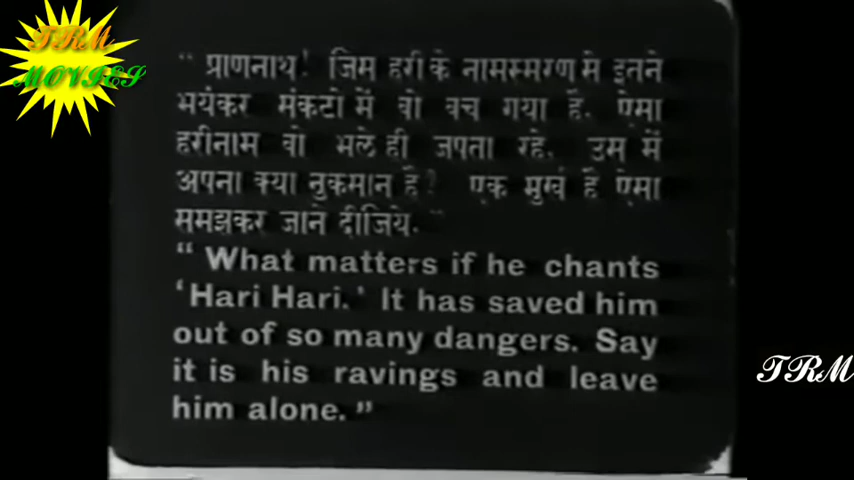 TRM
MOVIES
“ प्राणनाथ! जिस हरी के नामस्मरण से इतने
भयंकर संकटो में वो बच गया है. ऐसा
हरीनाम वो भले ही जपता रहे. उस में
अपना क्या नुकसान है? एक मुर्ख है ऐसा
समझकर जाने दीजिये. ”
“ What matters if he chants
‘Hari Hari.’ It has saved him
out of so many dangers. Say
it is his ravings and leave
him alone. ”
TRM